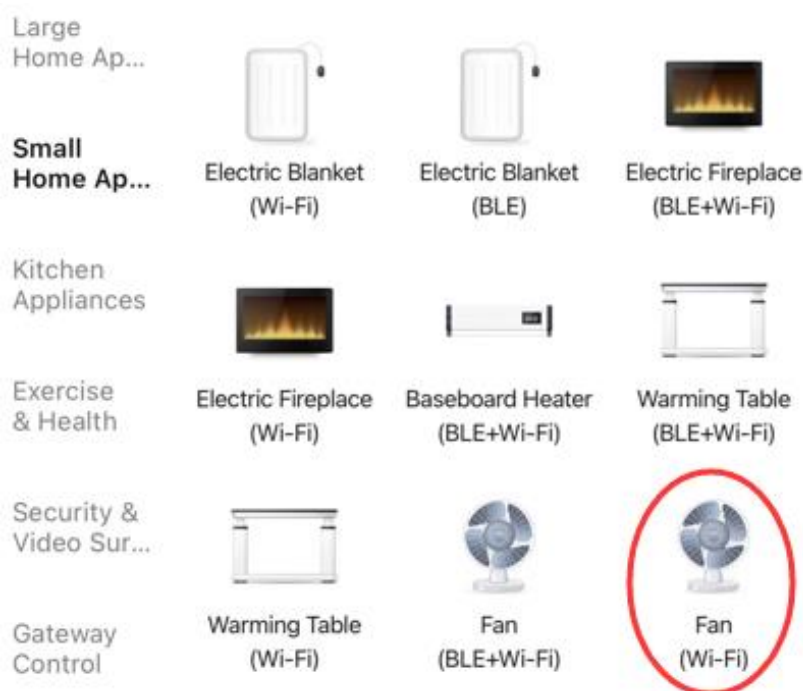 Large
Home Ap...
Small
Home Ap...
Kitchen
Appliances
Exercise
& Health
Security &
Video Sur...
Gateway
Control
Electric Blanket
(Wi-Fi)
Electric Blanket
(BLE)
Electric Fireplace
(BLE+Wi-Fi)
Electric Fireplace
(Wi-Fi)
Baseboard Heater
(BLE+Wi-Fi)
Warming Table
(BLE+Wi-Fi)
Warming Table
(Wi-Fi)
Fan
(BLE+Wi-Fi)
Fan
(Wi-Fi)